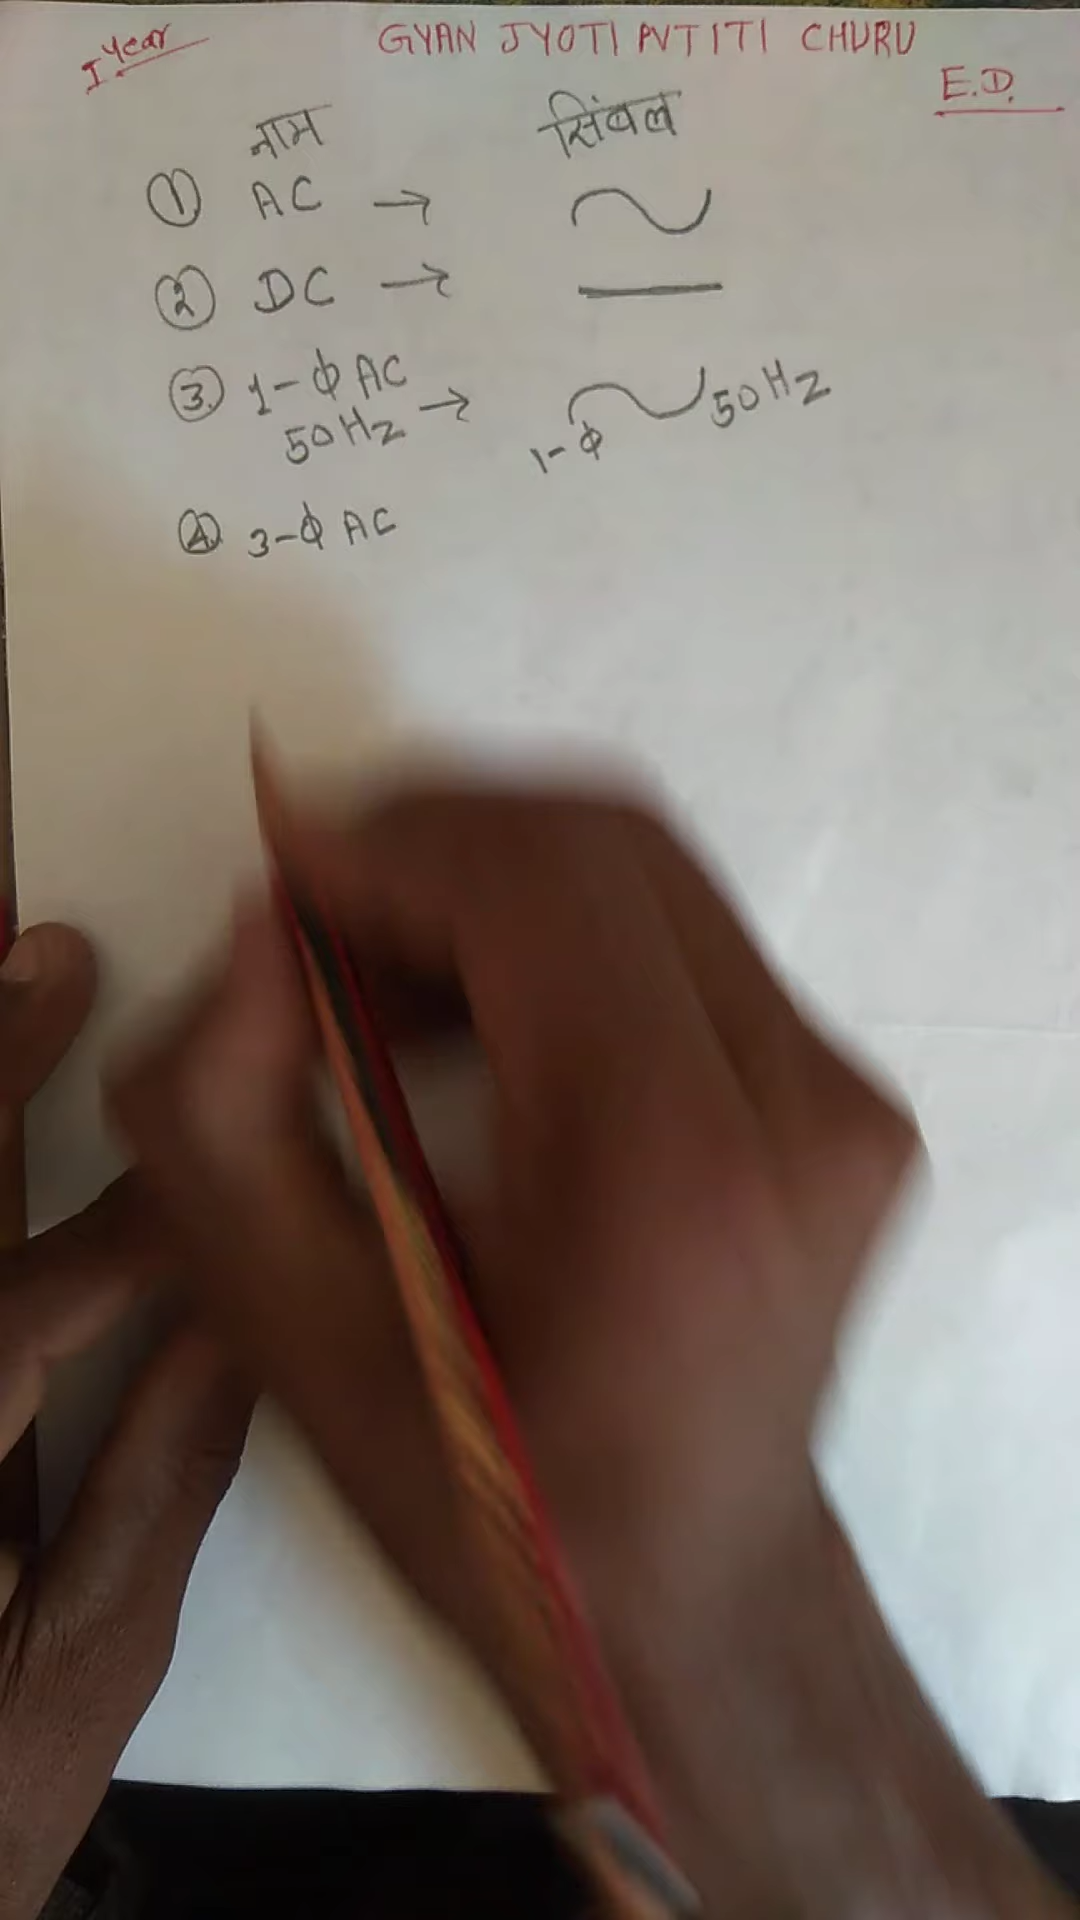 I Year
GYAN JYOTI PVT ITI CHURU
E.D.
नाम सिंबल
① AC → ∼
② DC → —
③. 1-ϕ AC
50Hz → 1-ϕ ∼ 50Hz
④ 3-ϕ AC